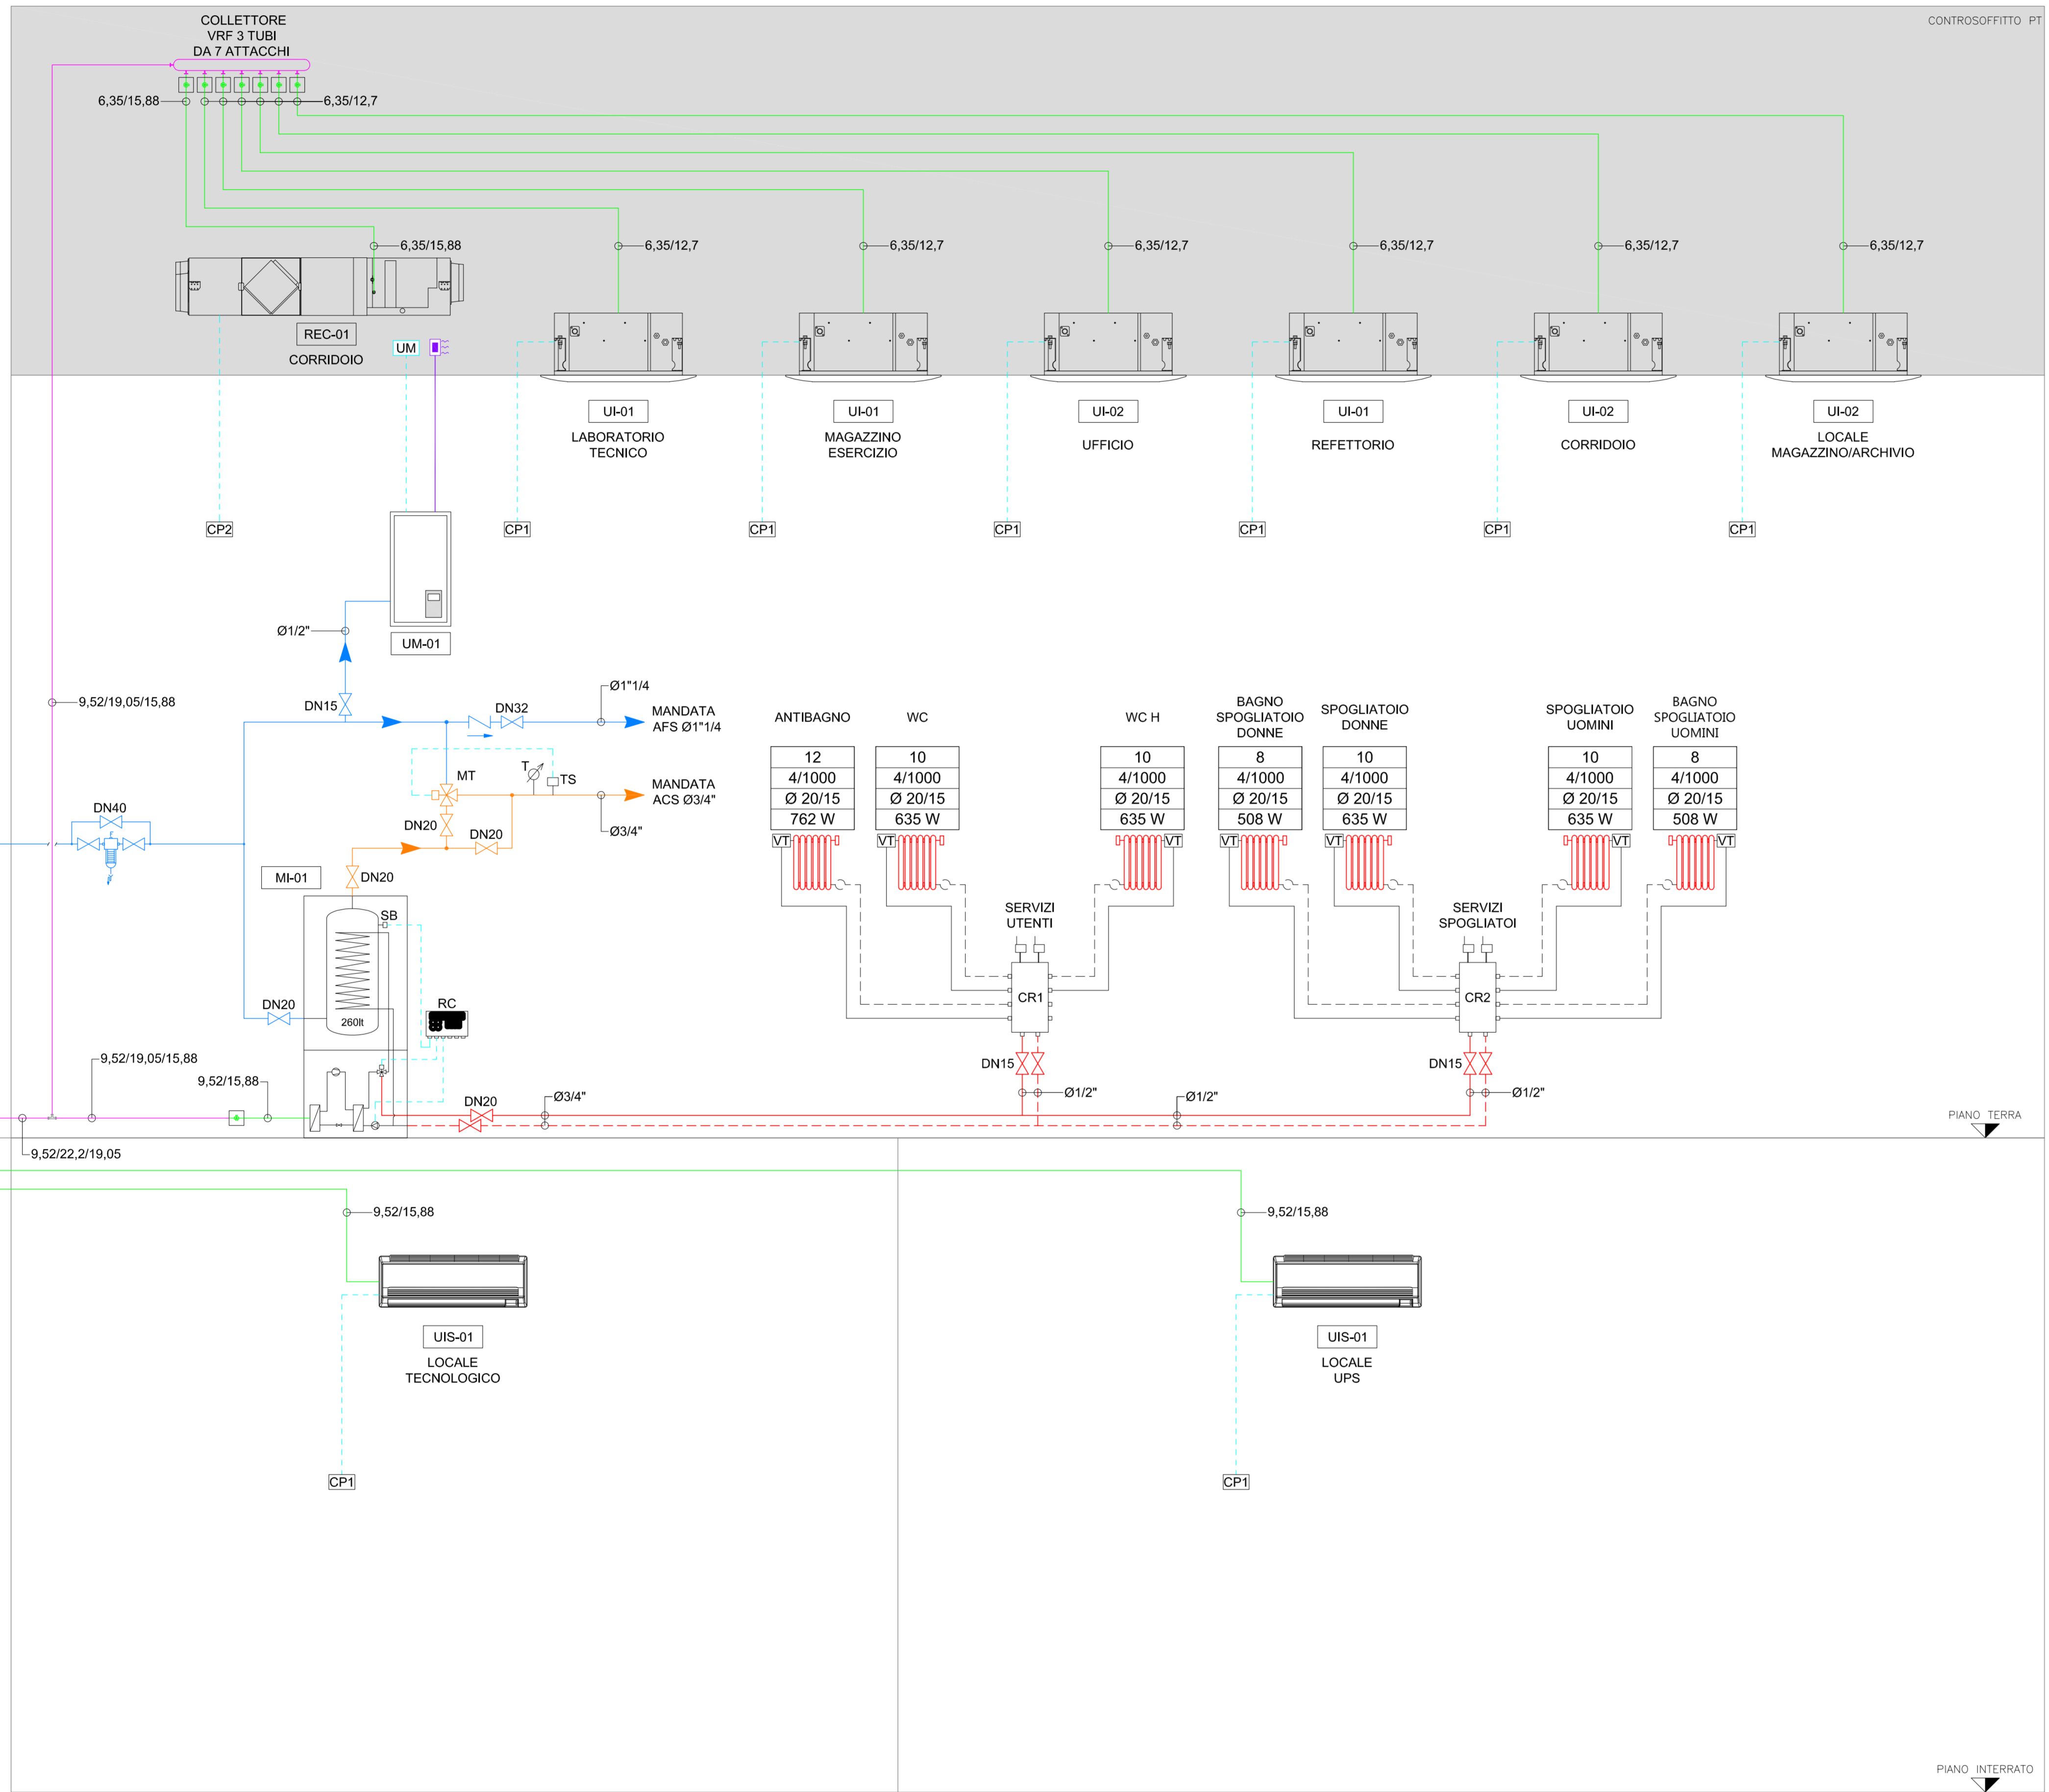 COLLETTORE
VRF 3 TUBI
DA 7 ATTACCHI
CONTROSOFFITTO PT
6,35/15,88
6,35/12,7
6,35/15,88
6,35/12,7
6,35/12,7
6,35/12,7
6,35/12,7
6,35/12,7
6,35/12,7
REC-01
CORRIDOIO
UM
UI-01
LABORATORIO
TECNICO
UI-01
MAGAZZINO
ESERCIZIO
UI-02
UFFICIO
UI-01
REFETTORIO
UI-02
CORRIDOIO
UI-02
LOCALE
MAGAZZINO/ARCHIVIO
CP2
CP1
CP1
CP1
CP1
CP1
CP1
Ø1/2"
UM-01
9,52/19,05/15,88
DN15
DN32
Ø1"1/4
MANDATA
AFS Ø1"1/4
MT
T
TS
MANDATA
ACS Ø3/4"
Ø3/4"
DN40
DN20
DN20
MI-01
DN20
SB
DN20
260lt
RC
ANTIBAGNO
12
4/1000
Ø 20/15
762 W
VT
WC
10
4/1000
Ø 20/15
635 W
VT
WC H
10
4/1000
Ø 20/15
635 W
VT
BAGNO
SPOGLIATOIO
DONNE
8
4/1000
Ø 20/15
508 W
VT
SPOGLIATOIO
DONNE
10
4/1000
Ø 20/15
635 W
VT
SPOGLIATOIO
UOMINI
10
4/1000
Ø 20/15
635 W
VT
BAGNO
SPOGLIATOIO
UOMINI
8
4/1000
Ø 20/15
508 W
VT
SERVIZI
UTENTI
CR1
SERVIZI
SPOGLIATOI
CR2
DN15
Ø1/2"
DN15
Ø1/2"
9,52/19,05/15,88
9,52/15,88
DN20
Ø3/4"
Ø1/2"
PIANO TERRA
9,52/22,2/19,05
9,52/15,88
9,52/15,88
UIS-01
LOCALE
TECNOLOGICO
UIS-01
LOCALE
UPS
CP1
CP1
PIANO INTERRATO